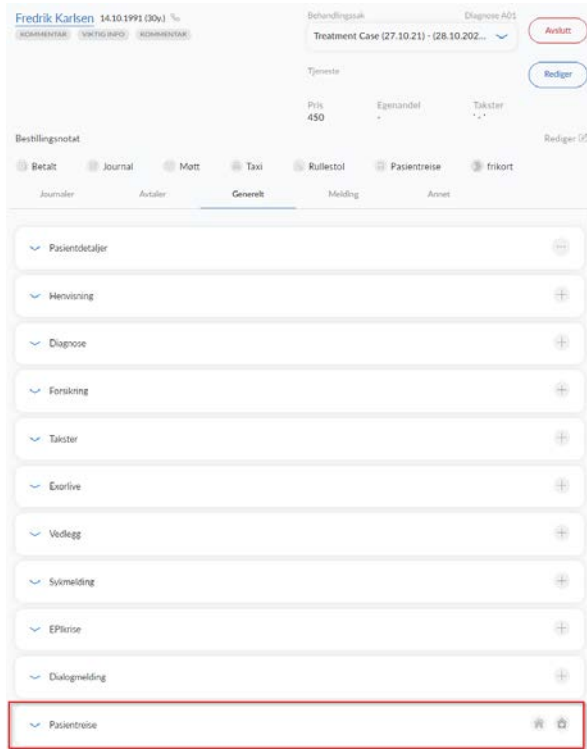 Fredrik Karlsen 14.10.1991 (30y.)
KOMMENTAR VIKTIG INFO KOMMENTAR
Behandlingssak Diagnose A01
Treatment Case (27.10.21) - (28.10.202...
Avslutt
Tjeneste
Rediger
Pris Egenandel Takster
450 - '-'
Bestillingsnotat Rediger
Betalt Journal Møtt Taxi Rullestol Pasientreise frikort
Journaler Avtaler Generelt Melding Annet
Pasientdetaljer
Henvisning
Diagnose
Forsikring
Takster
Exorlive
Vedlegg
Sykmelding
EPIkrise
Dialogmelding
Pasientreise